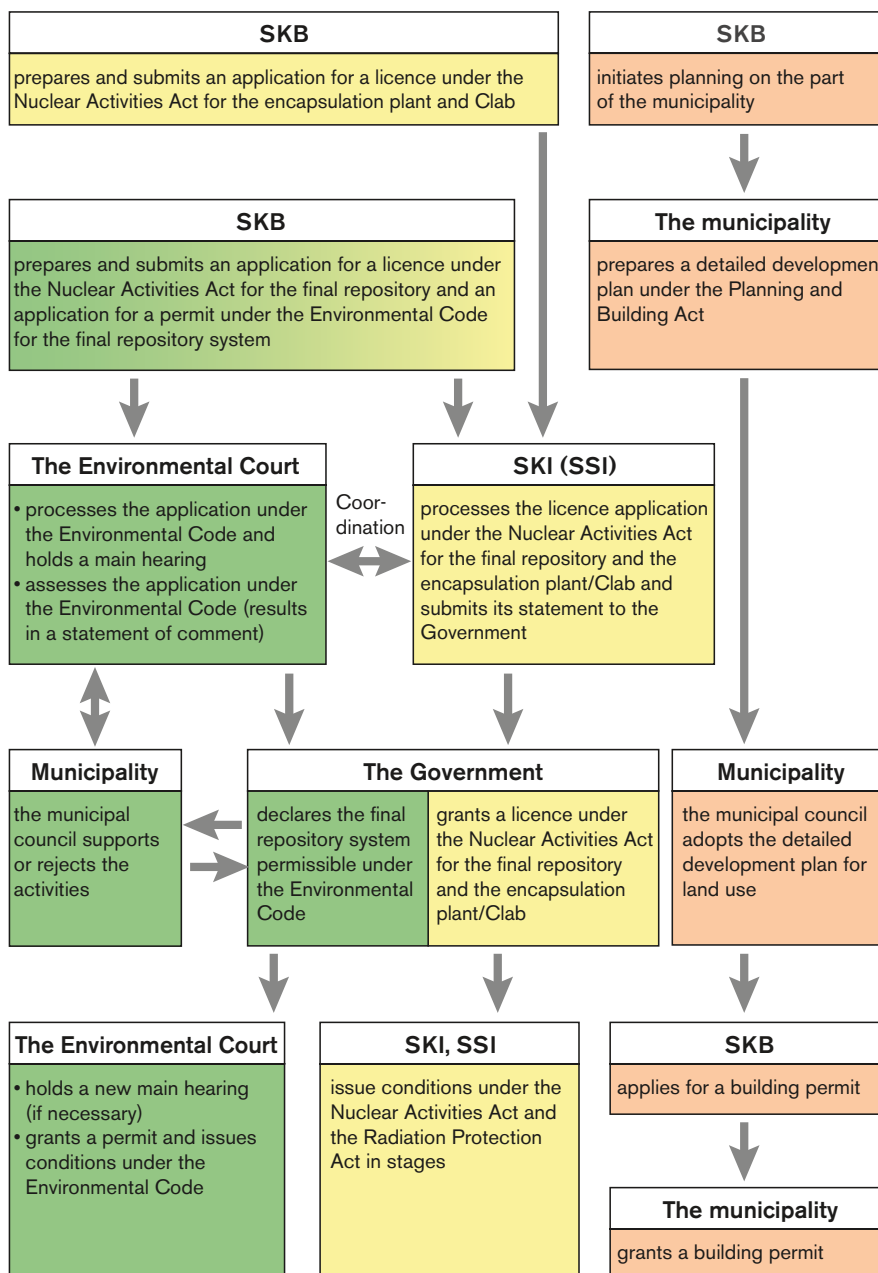 SKB
prepares and submits an application for a licence under the
Nuclear Activities Act for the encapsulation plant and Clab
SKB
initiates planning on the part
of the municipality
SKB
prepares and submits an application for a licence under
the Nuclear Activities Act for the final repository and an
application for a permit under the Environmental Code
for the final repository system
The municipality
prepares a detailed developmen
plan under the Planning and
Building Act
The Environmental Court
• processes the application under
the Environmental Code and
holds a main hearing
• assesses the application under
the Environmental Code (results
in a statement of comment)
Coor-
dination
SKI (SSI)
processes the licence application
under the Nuclear Activities Act
for the final repository and the
encapsulation plant/Clab and
submits its statement to the
Government
Municipality
the municipal
council supports
or rejects the
activities
The Government
declares the final
repository system
permissible under
the Environmental
Code
grants a licence under
the Nuclear Activities Act
for the final repository
and the encapsulation
plant/Clab
Municipality
the municipal council
adopts the detailed
development plan for
land use
The Environmental Court
• holds a new main hearing
(if necessary)
• grants a permit and issues
conditions under the
Environmental Code
SKI, SSI
issue conditions under the
Nuclear Activities Act and
the Radiation Protection
Act in stages
SKB
applies for a building permit
The municipality
grants a building permit